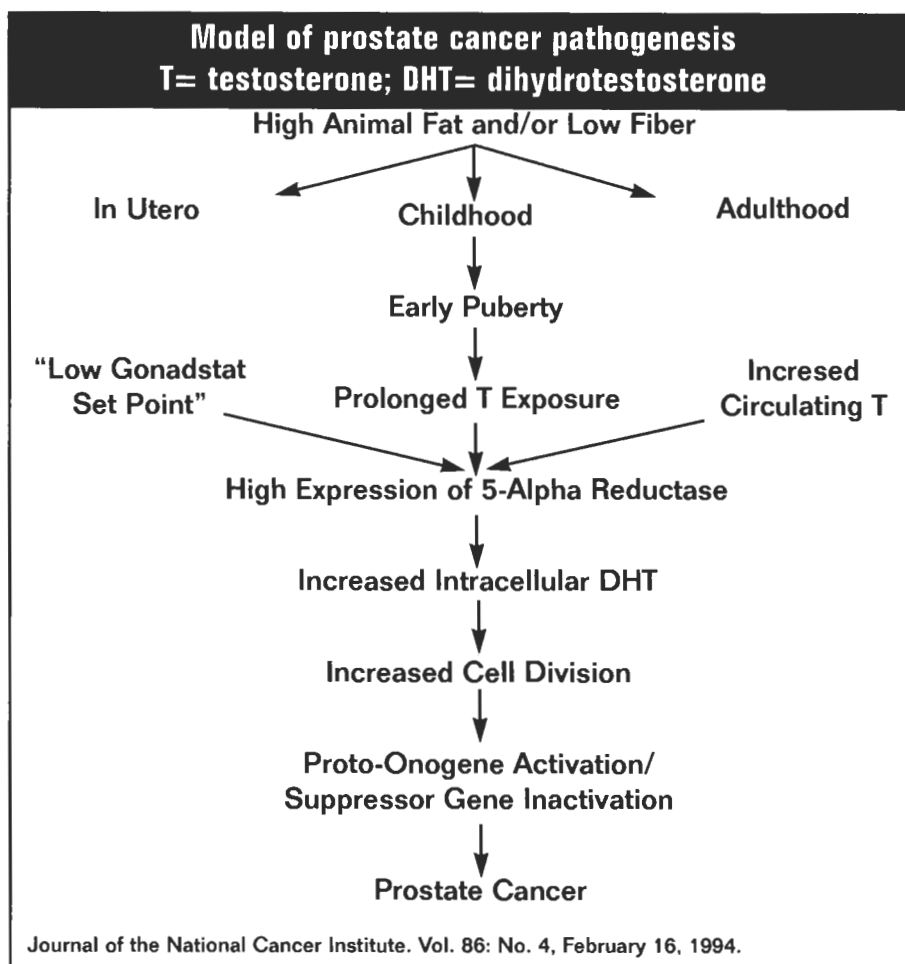 Model of prostate cancer pathogenesis
T= testosterone; DHT= dihydrotestosterone
High Animal Fat and/or Low Fiber
In Utero
Childhood
Adulthood
Early Puberty
“Low Gonadstat
Set Point”
Prolonged T Exposure
Incresed
Circulating T
High Expression of 5-Alpha Reductase
Increased Intracellular DHT
Increased Cell Division
Proto-Onogene Activation/
Suppressor Gene Inactivation
Prostate Cancer
Journal of the National Cancer Institute. Vol. 86: No. 4, February 16, 1994.